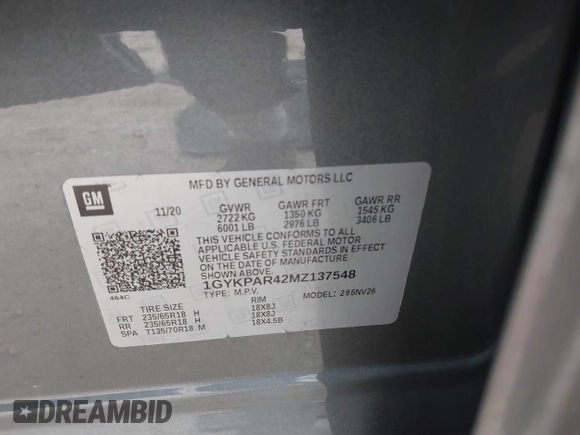 MFD BY GENERAL MOTORS LLC
GM
11/20 GVWR GAWR FRT GAWR RR
2722 KG 1350 KG 1545 KG
6001 LB 2976 LB 3406 LB
THIS VEHICLE CONFORMS TO ALL
APPLICABLE U.S. FEDERAL MOTOR
VEHICLE SAFETY STANDARDS IN EFFECT
ON THE DATE OF MANUFACTURE
SHOWN ABOVE.
1GYKPAR42MZ137548
464C
TYPE: M.P.V. MODEL: 286NV26
TIRE SIZE RIM
FRT 235/65R18 H 18X8J
RR 235/65R18 H 18X8J
SPA T135/70R18 M 18X4.5B
DREAMBID